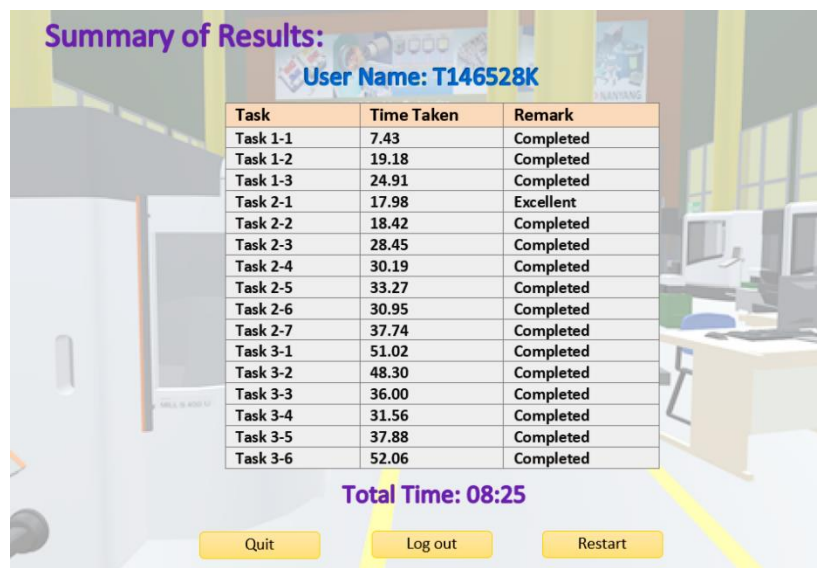 Summary of Results:
User Name: T146528K
Task Time Taken Remark
Task 1-1 7.43 Completed
Task 1-2 19.18 Completed
Task 1-3 24.91 Completed
Task 2-1 17.98 Excellent
Task 2-2 18.42 Completed
Task 2-3 28.45 Completed
Task 2-4 30.19 Completed
Task 2-5 33.27 Completed
Task 2-6 30.95 Completed
Task 2-7 37.74 Completed
Task 3-1 51.02 Completed
Task 3-2 48.30 Completed
Task 3-3 36.00 Completed
Task 3-4 31.56 Completed
Task 3-5 37.88 Completed
Task 3-6 52.06 Completed
Total Time: 08:25
Quit Log out Restart
NANYANG